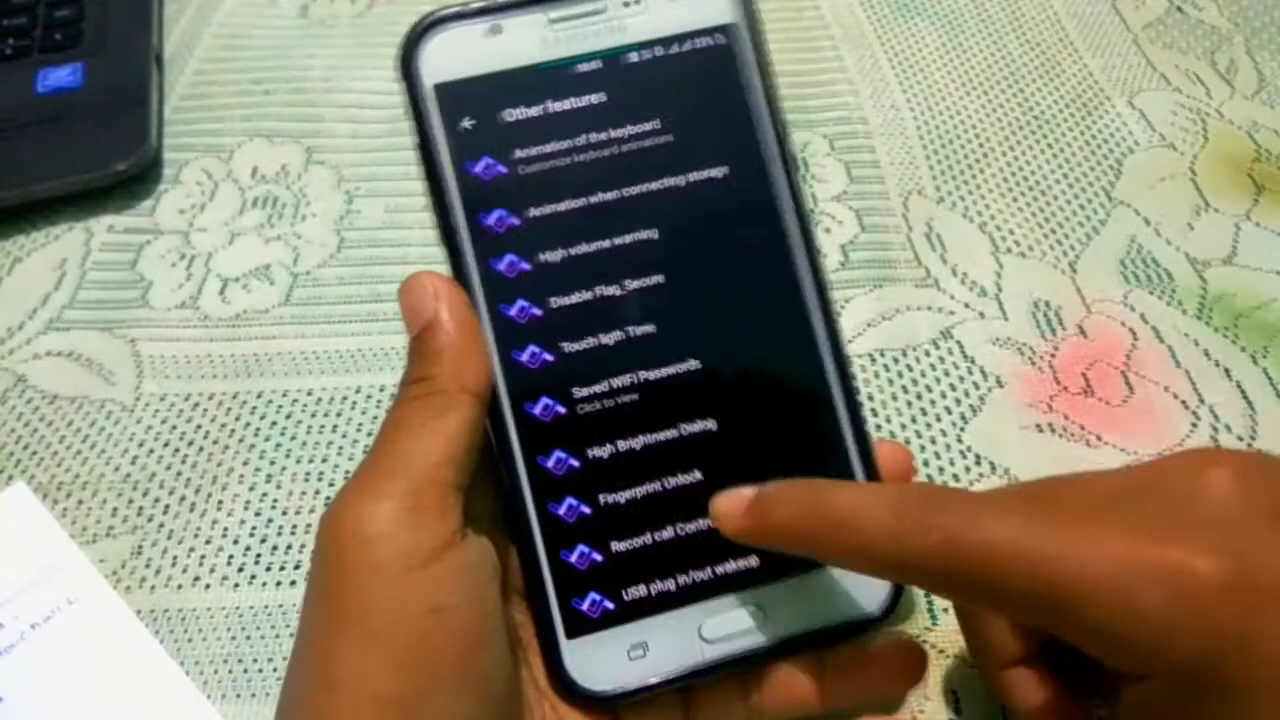 SAMSUNG
23%
Other features
Animation of the keyboard
Customize keyboard animations
Animation when connecting storage
High volume warning
Disable Flag_Secure
Touch ligth Time
Saved WiFi Passwords
Click to view
High Brightness Dialog
Fingerprint Unlock
Record call Contr
USB plug in/out wakeup